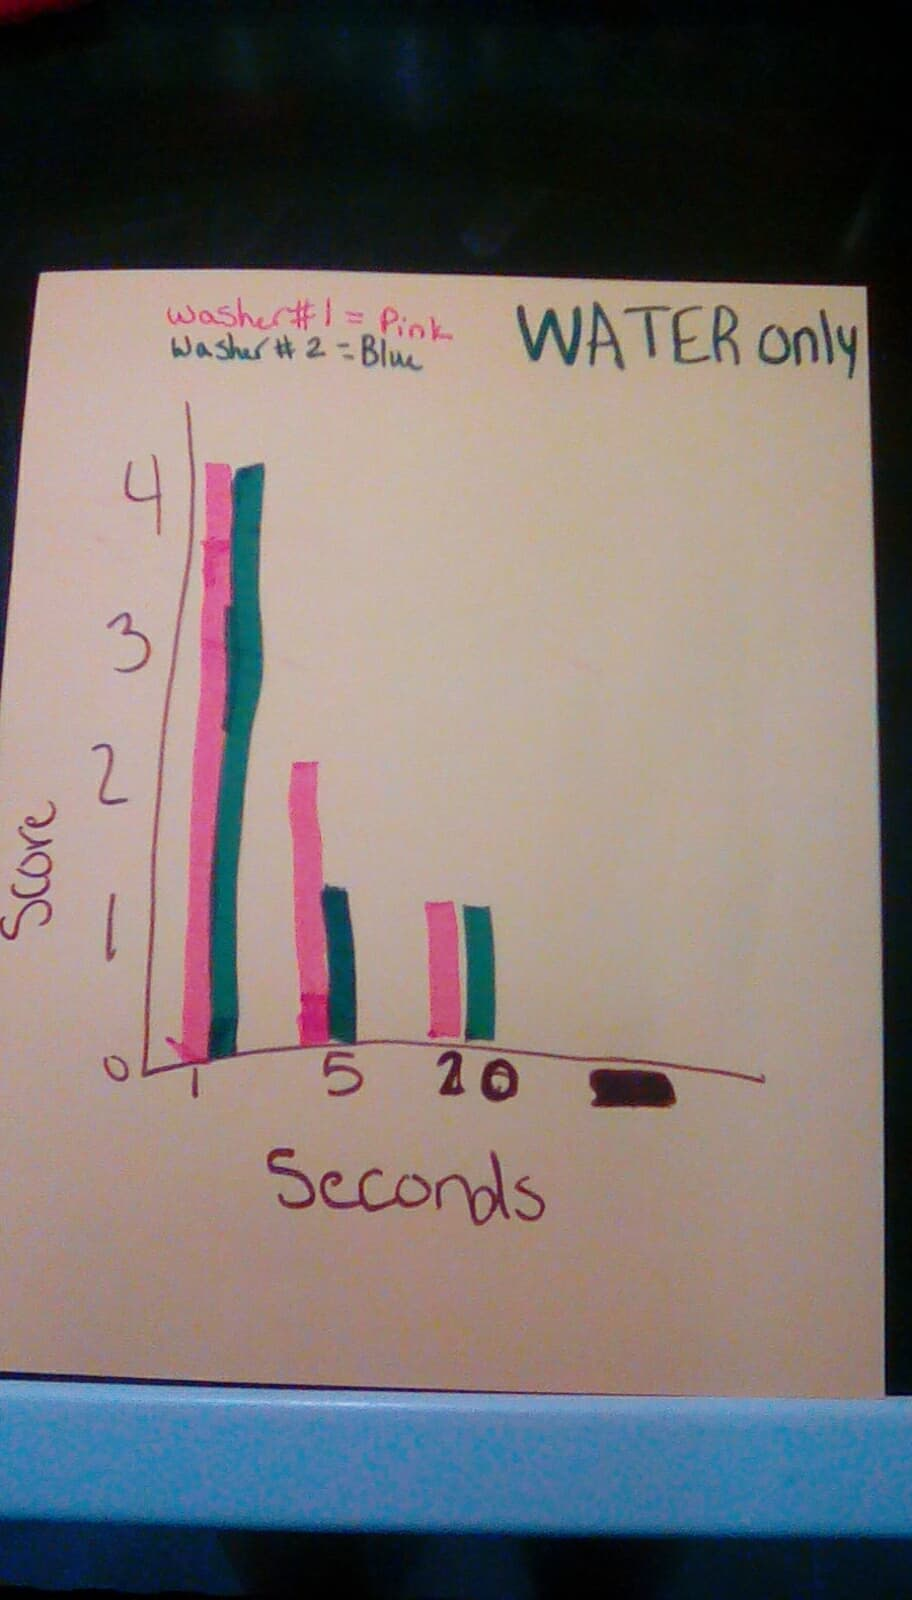 washer #1 = Pink
Washer # 2 = Blue
WATER only
4
3
2
1
0
Score
1 5 20
Seconds